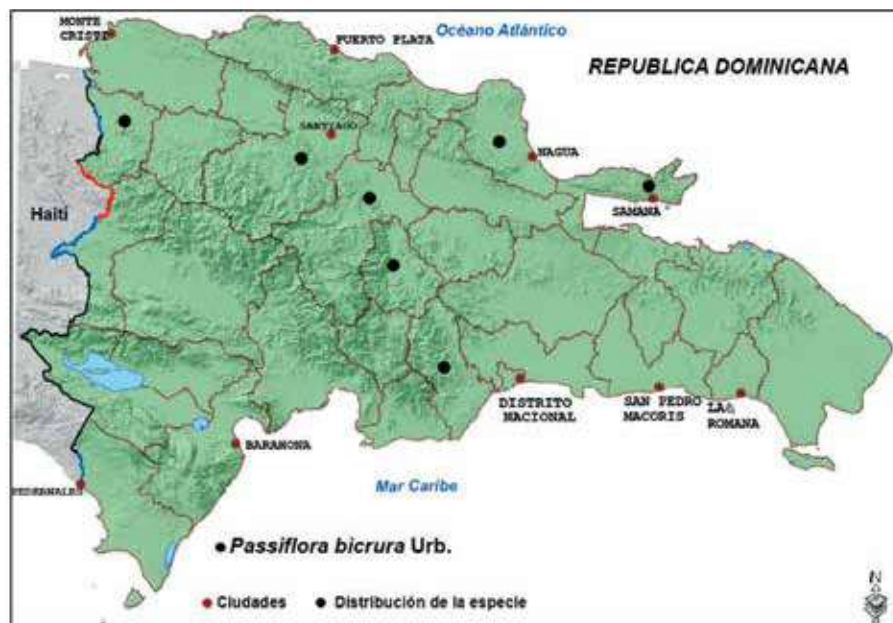 MONTE
CRISTI
PUERTO PLATA
Océano Atlántico
REPUBLICA DOMINICANA
SANTIAGO
NAGUA
Haití
SAMANA
DISTRITO
NACIONAL
SAN PEDRO
MACORIS
LA
ROMANA
BARAHONA
PEDERNALES
Mar Caribe
Passiflora bicrura Urb.
Ciudades
Distribución de la especie
N